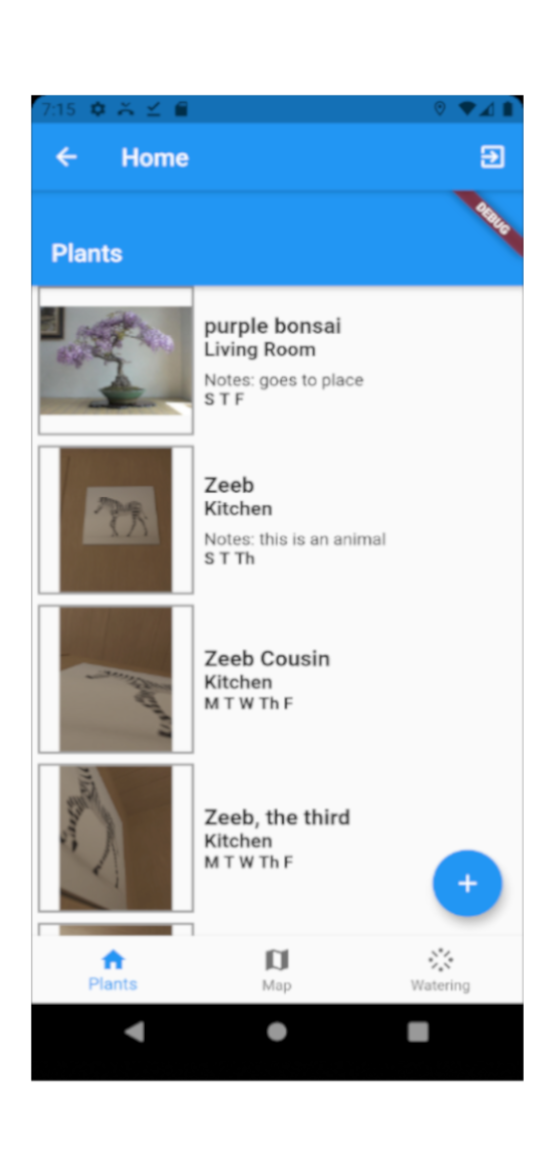 7:15
Home
DEBUG
Plants
purple bonsai
Living Room
Notes: goes to place
S T F
Zeeb
Kitchen
Notes: this is an animal
S T Th
Zeeb Cousin
Kitchen
M T W Th F
Zeeb, the third
Kitchen
M T W Th F
Plants
Map
Watering